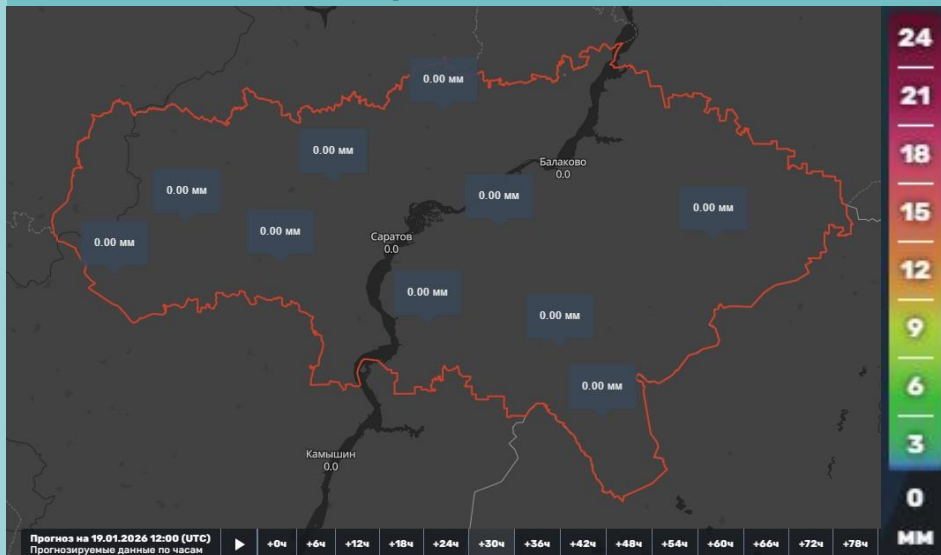 24
21
18
15
12
9
6
3
0
мм
0.00 мм
0.00 мм
Балаково
0.0
0.00 мм
0.00 мм
0.00 мм
0.00 мм
0.00 мм
Саратов
0.0
0.00 мм
0.00 мм
0.00 мм
0.00 мм
Камышин
0.0
Прогноз на 19.01.2026 12:00 (UTC)
Прогнозируемые данные по часам
+0ч +6ч +12ч +18ч +24ч +30ч +36ч +42ч +48ч +54ч +60ч +66ч +72ч +78ч